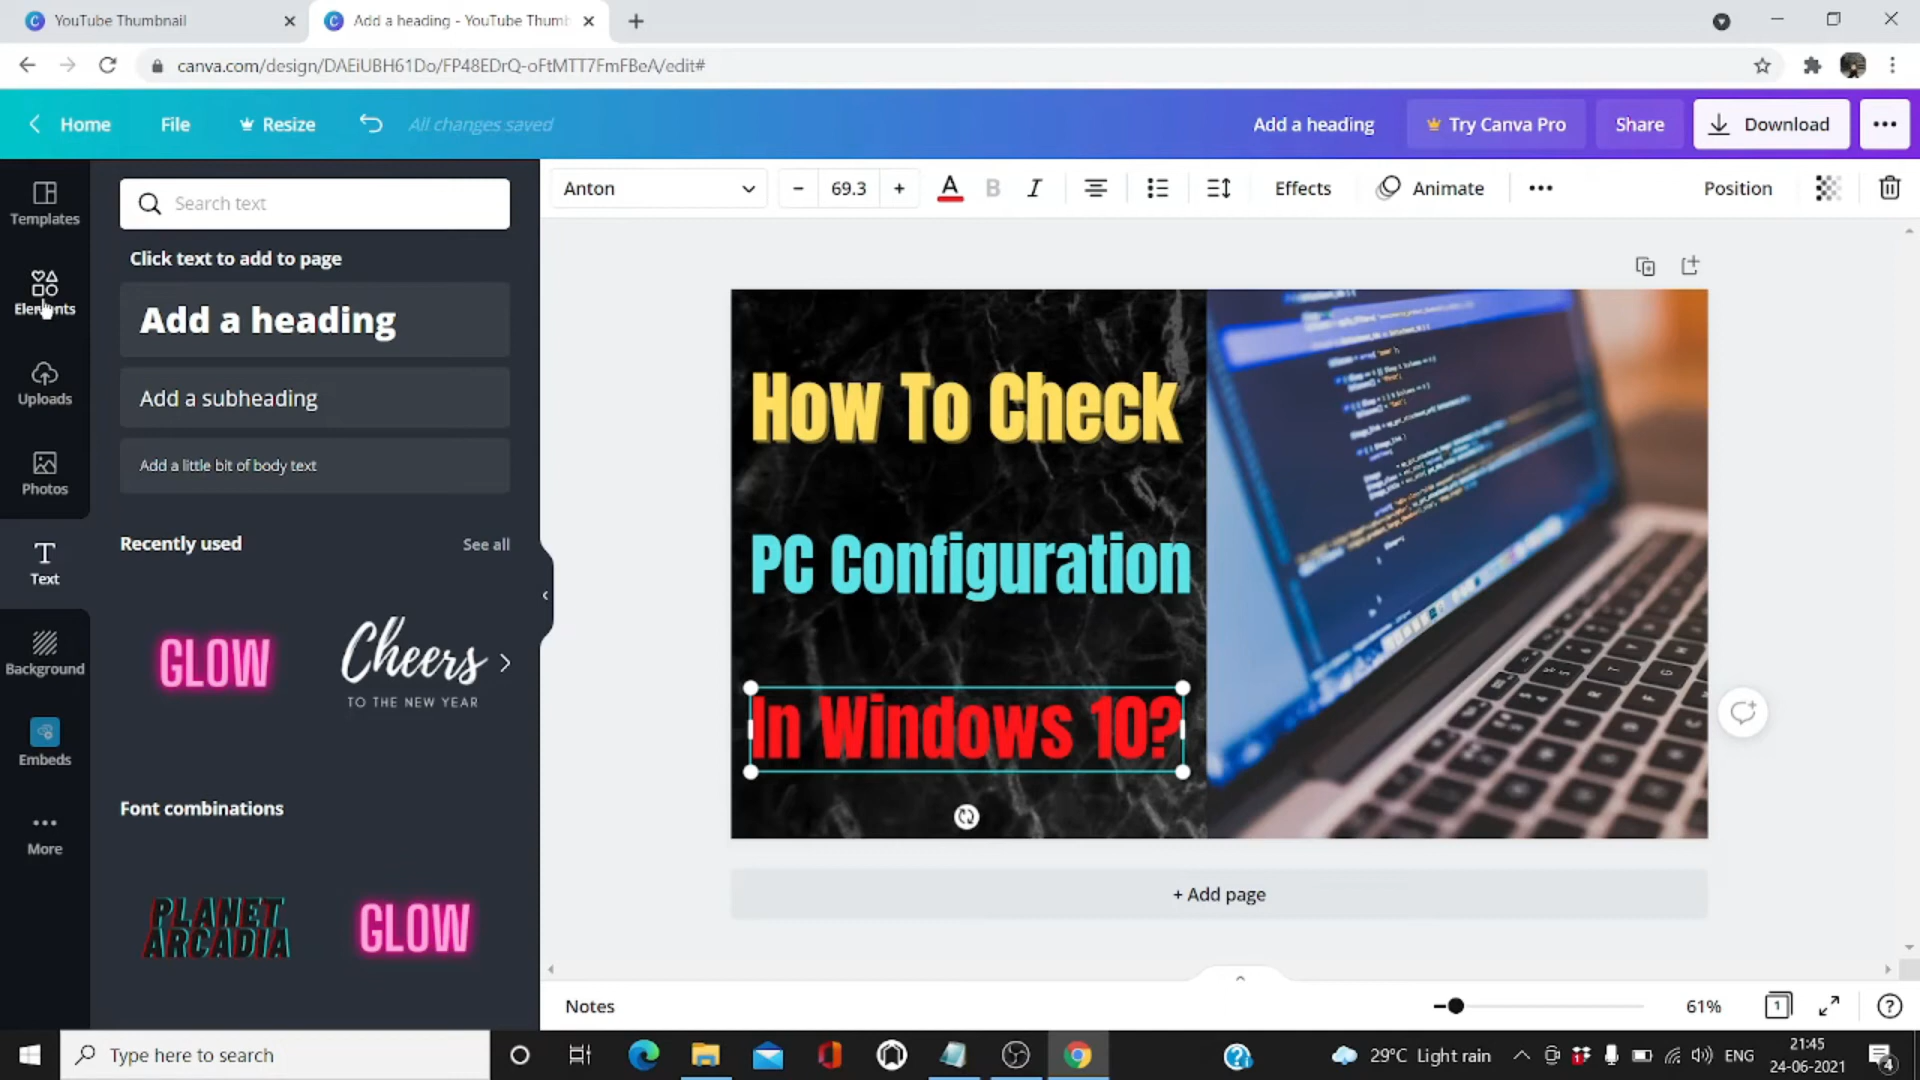 YouTube Thumbnail
Add a heading - YouTube Thumb
canva.com/design/DAEiUBH61Do/FP48EDrQ-oFtMTT7FmFBeA/edit#
Home
File
Resize
All changes saved
Add a heading
Try Canva Pro
Share
Download
Templates
Elements
Uploads
Photos
Text
Background
Embeds
More
Search text
Click text to add to page
Add a heading
Add a subheading
Add a little bit of body text
Recently used
See all
GLOW
Cheers
TO THE NEW YEAR
Font combinations
PLANET
ARCADIA
GLOW
Anton
69.3
A
B
I
Effects
Animate
Position
How To Check
PC Configuration
In Windows 10?
+ Add page
Notes
61%
1
Type here to search
29°C Light rain
ENG
21:45
24-06-2021
4